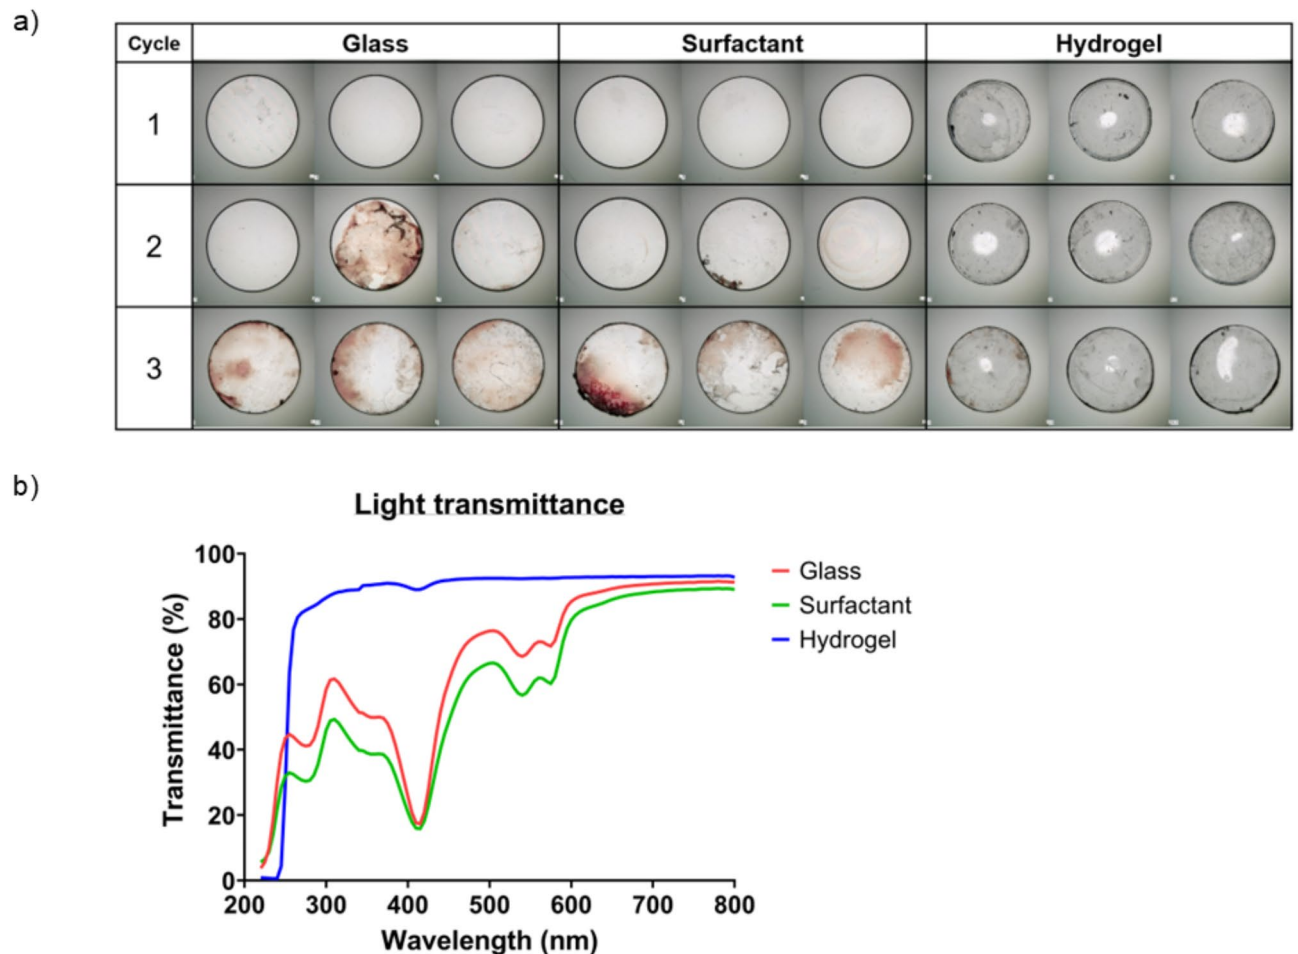 a)
Cycle Glass Surfactant Hydrogel
1
2
3
b)
Light transmittance
100
80
60
40
20
0
Transmittance (%)
200 300 400 500 600 700 800
Wavelength (nm)
Glass
Surfactant
Hydrogel